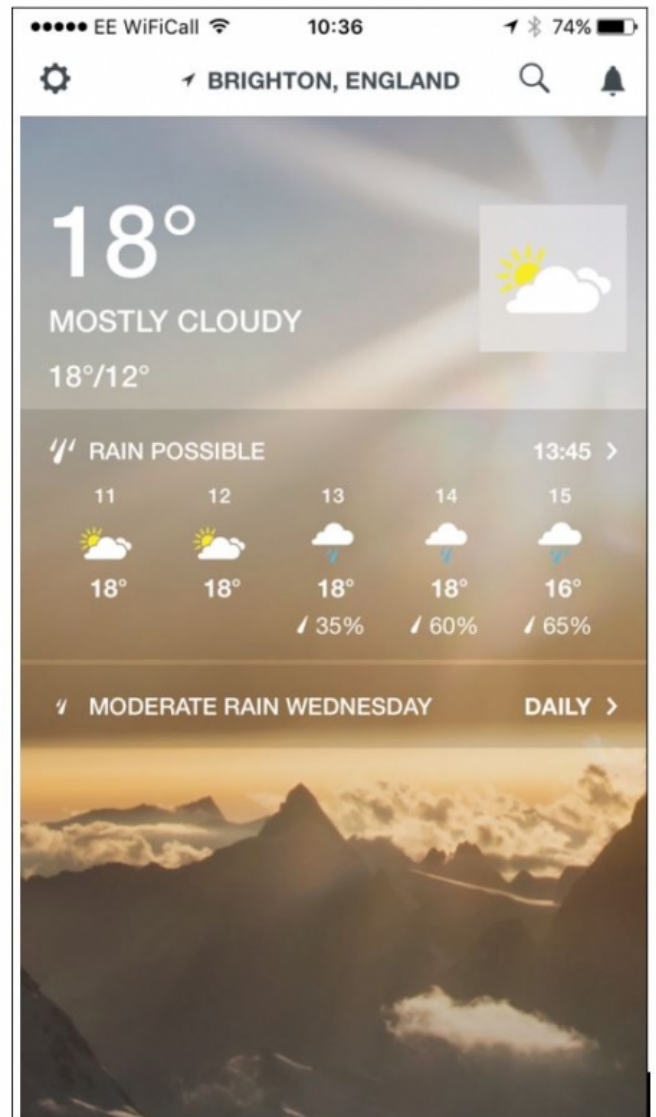 EE WiFiCall 10:36 74%
BRIGHTON, ENGLAND
18°
MOSTLY CLOUDY
18°/12°
RAIN POSSIBLE 13:45 >
11 12 13 14 15
18° 18° 18° 18° 16°
35% 60% 65%
MODERATE RAIN WEDNESDAY DAILY >